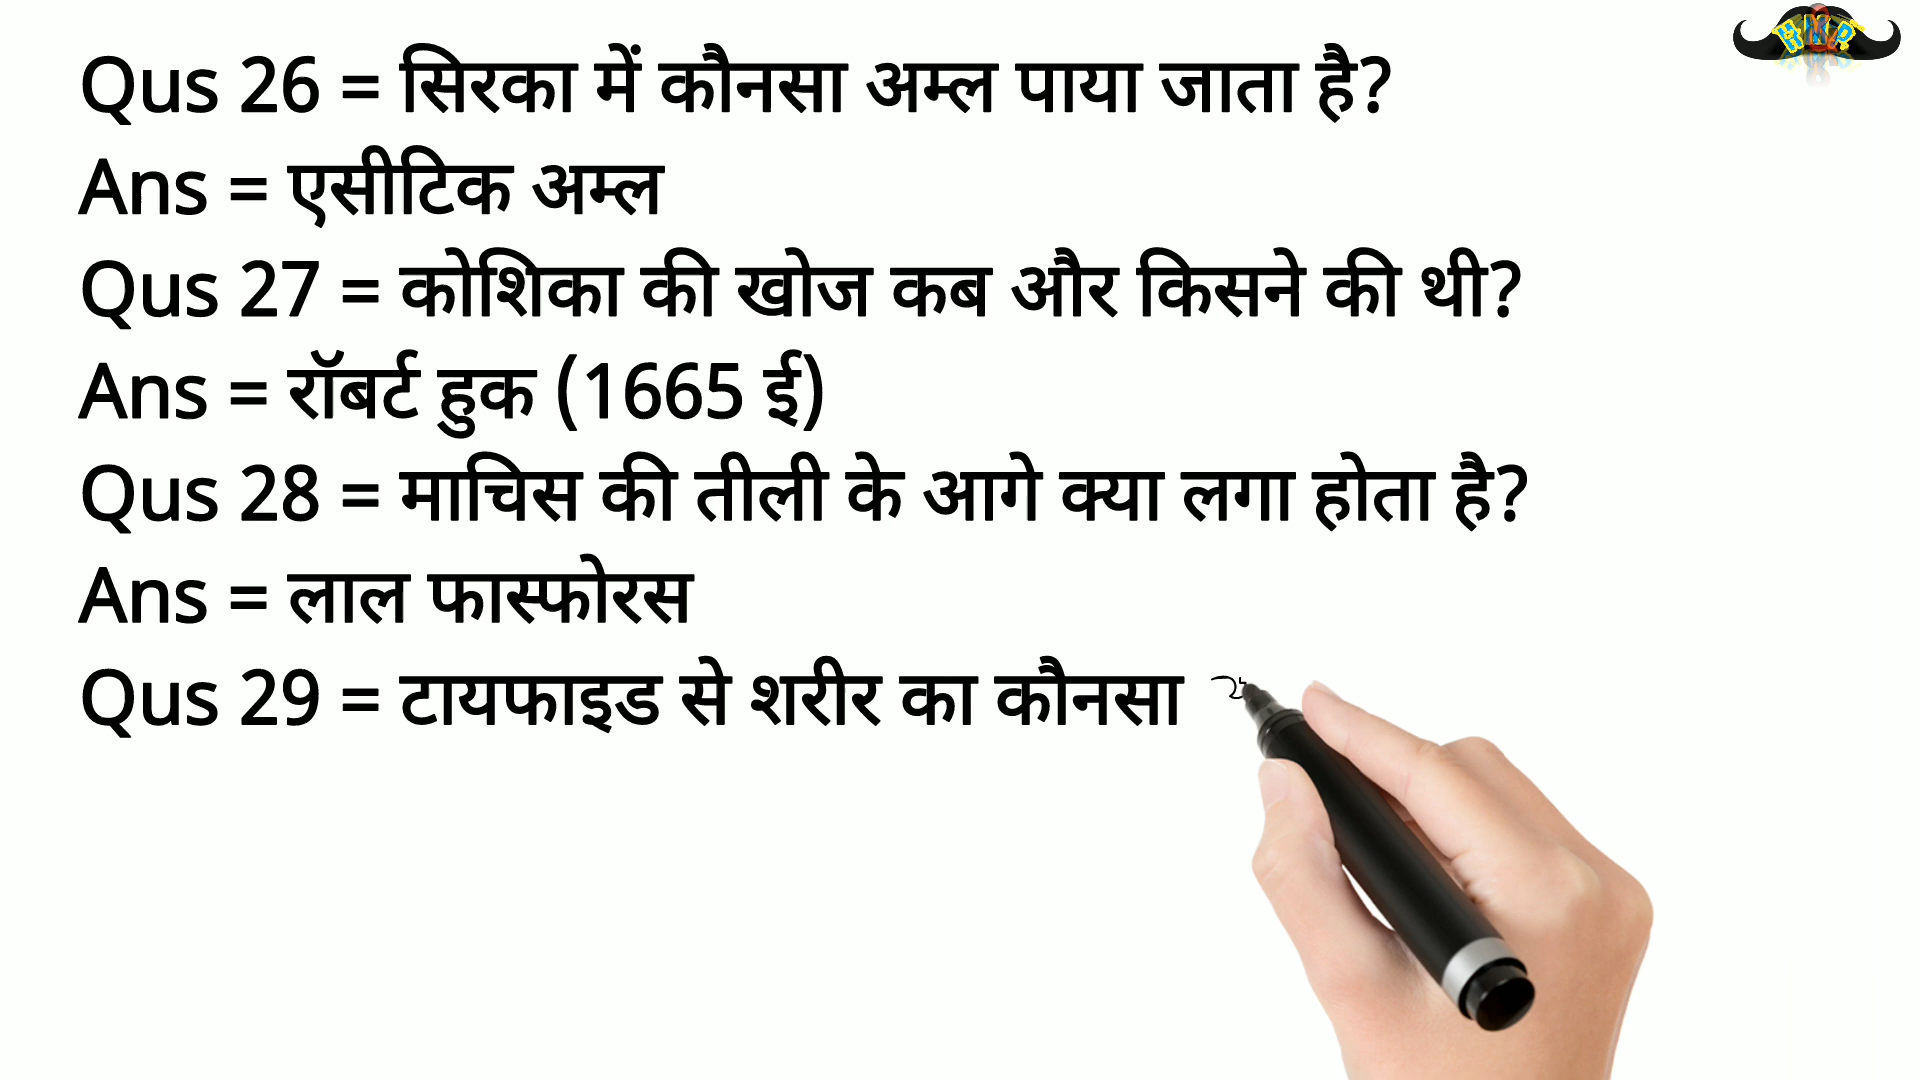 HKP
Qus 26 = सिरका में कौनसा अम्ल पाया जाता है?
Ans = एसीटिक अम्ल
Qus 27 = कोशिका की खोज कब और किसने की थी?
Ans = रॉबर्ट हुक (1665 ई)
Qus 28 = माचिस की तीली के आगे क्या लगा होता है?
Ans = लाल फास्फोरस
Qus 29 = टायफाइड से शरीर का कौनसा